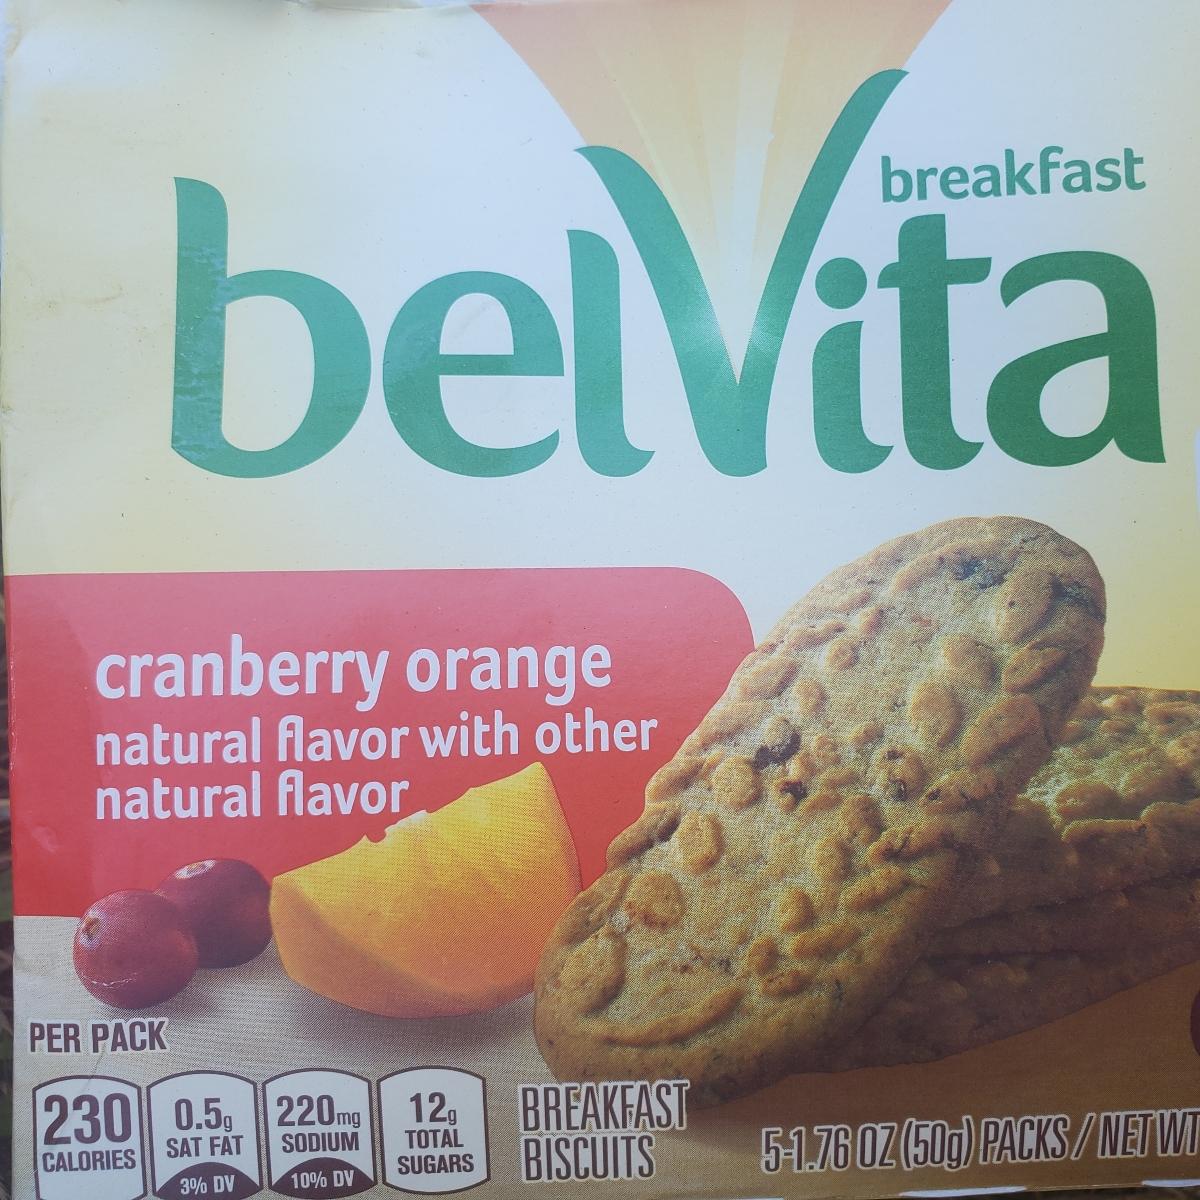 breakfast
belVita
cranberry orange
natural flavor with other
natural flavor
PER PACK
230
CALORIES
0.5g
SAT FAT
3% DV
220mg
SODIUM
10% DV
12g
TOTAL
SUGARS
BREAKFAST
BISCUITS
5-1.76 OZ (50g) PACKS / NET WT